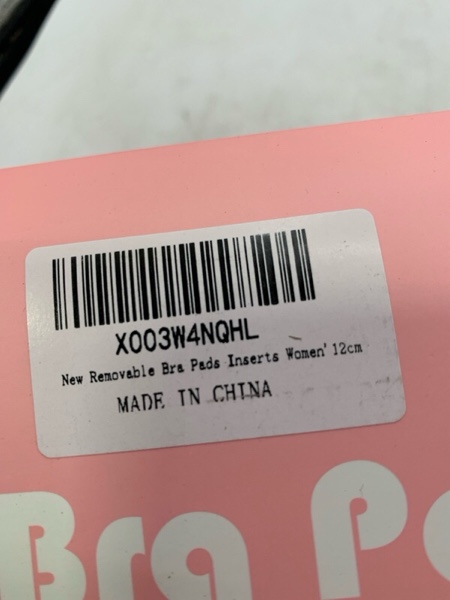 X003W4NQHL
New Removable Bra Pads Inserts Women' 12cm
MADE IN CHINA
Bra